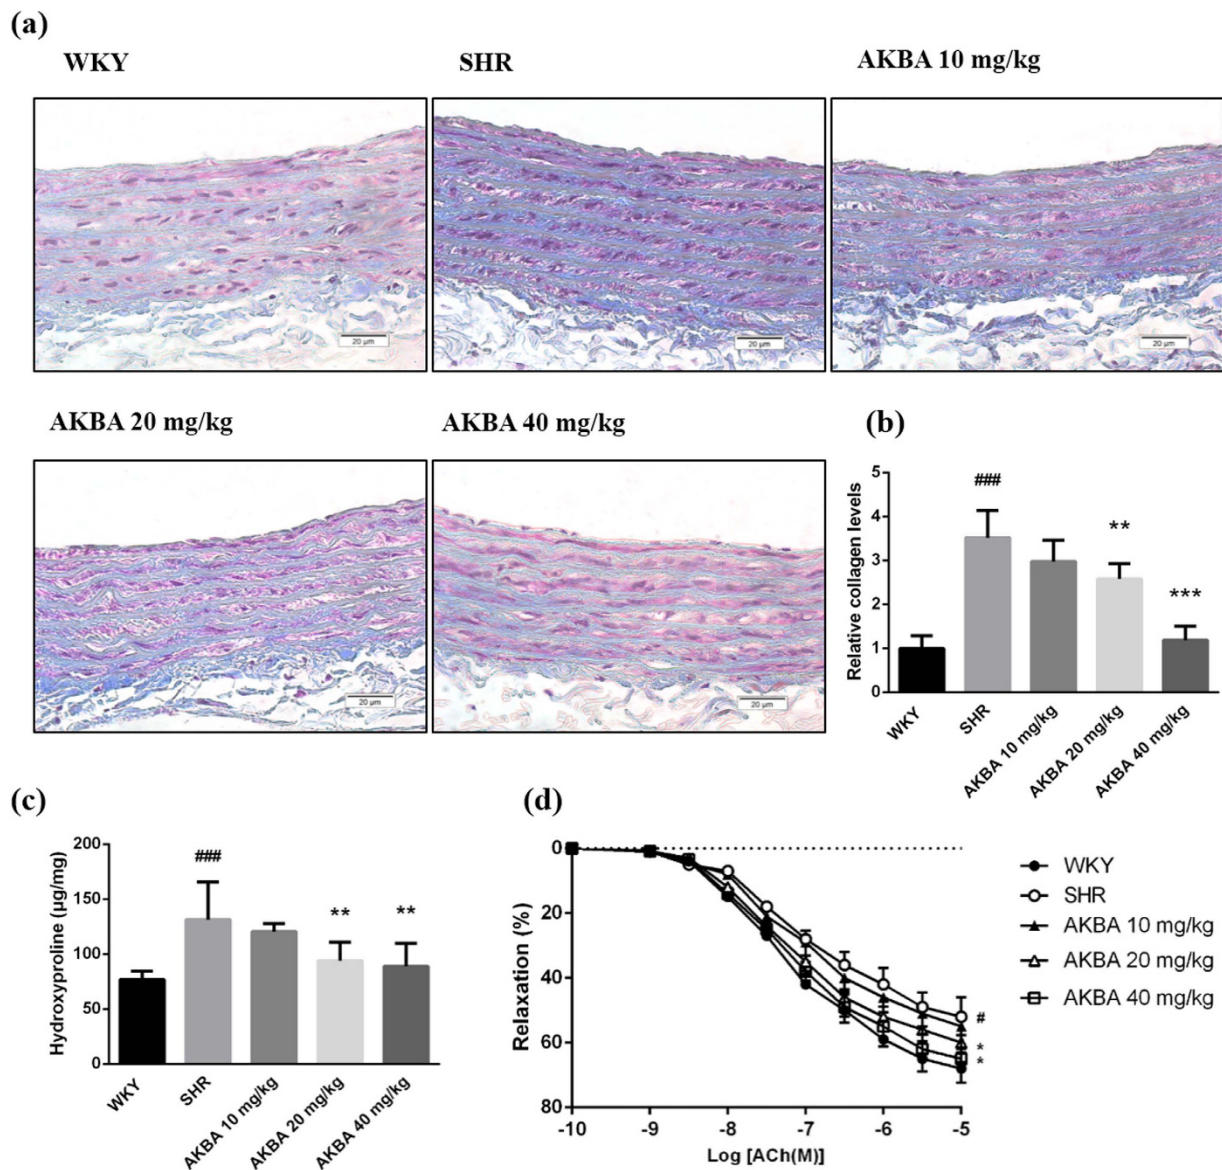 (a)
WKY
SHR
AKBA 10 mg/kg
20 µm
20 µm
20 µm
AKBA 20 mg/kg
AKBA 40 mg/kg
20 µm
20 µm
(b)
Relative collagen levels
5
4
3
2
1
0
###
**
***
WKY
SHR
AKBA 10 mg/kg
AKBA 20 mg/kg
AKBA 40 mg/kg
(c)
Hydroxyproline (µg/mg)
200
150
100
50
0
###
**
**
WKY
SHR
AKBA 10 mg/kg
AKBA 20 mg/kg
AKBA 40 mg/kg
(d)
Relaxation (%)
0
20
40
60
80
-10
-9
-8
-7
-6
-5
Log [ACh(M)]
#
*
*
WKY
SHR
AKBA 10 mg/kg
AKBA 20 mg/kg
AKBA 40 mg/kg